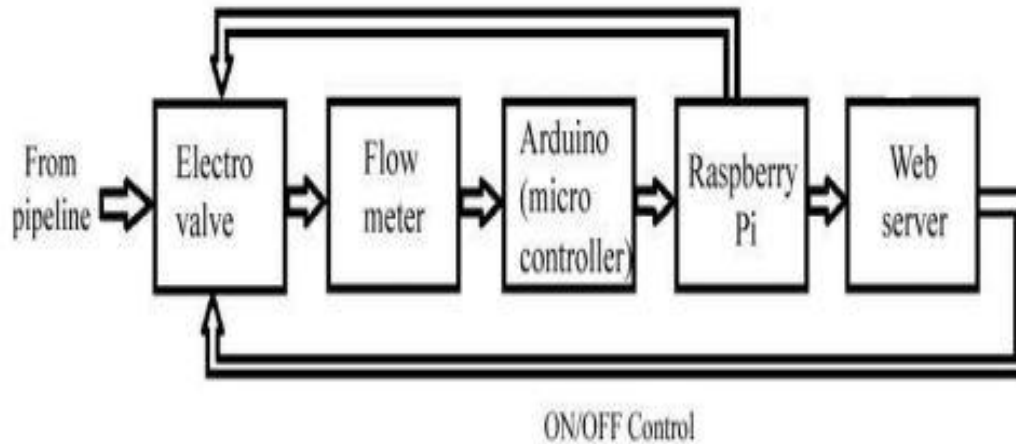 From
pipeline
Electro
valve
Flow
meter
Arduino
(micro
controller)
Raspberry
Pi
Web
server
ON/OFF Control